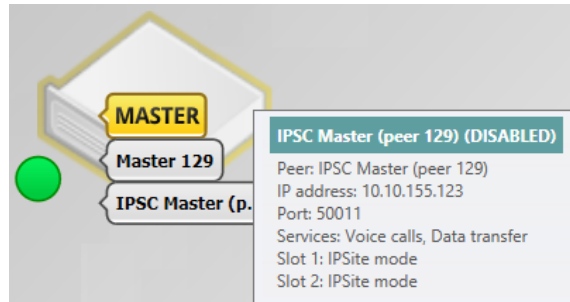 MASTER
Master 129
IPSC Master (p.
IPSC Master (peer 129) (DISABLED)
Peer: IPSC Master (peer 129)
IP address: 10.10.155.123
Port: 50011
Services: Voice calls, Data transfer
Slot 1: IPSite mode
Slot 2: IPSite mode